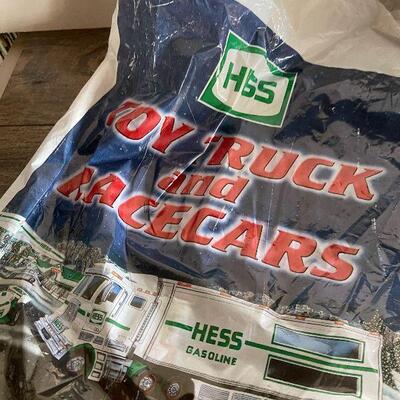 HESS
TOY TRUCK
and
RACECARS
HESS
GASOLINE